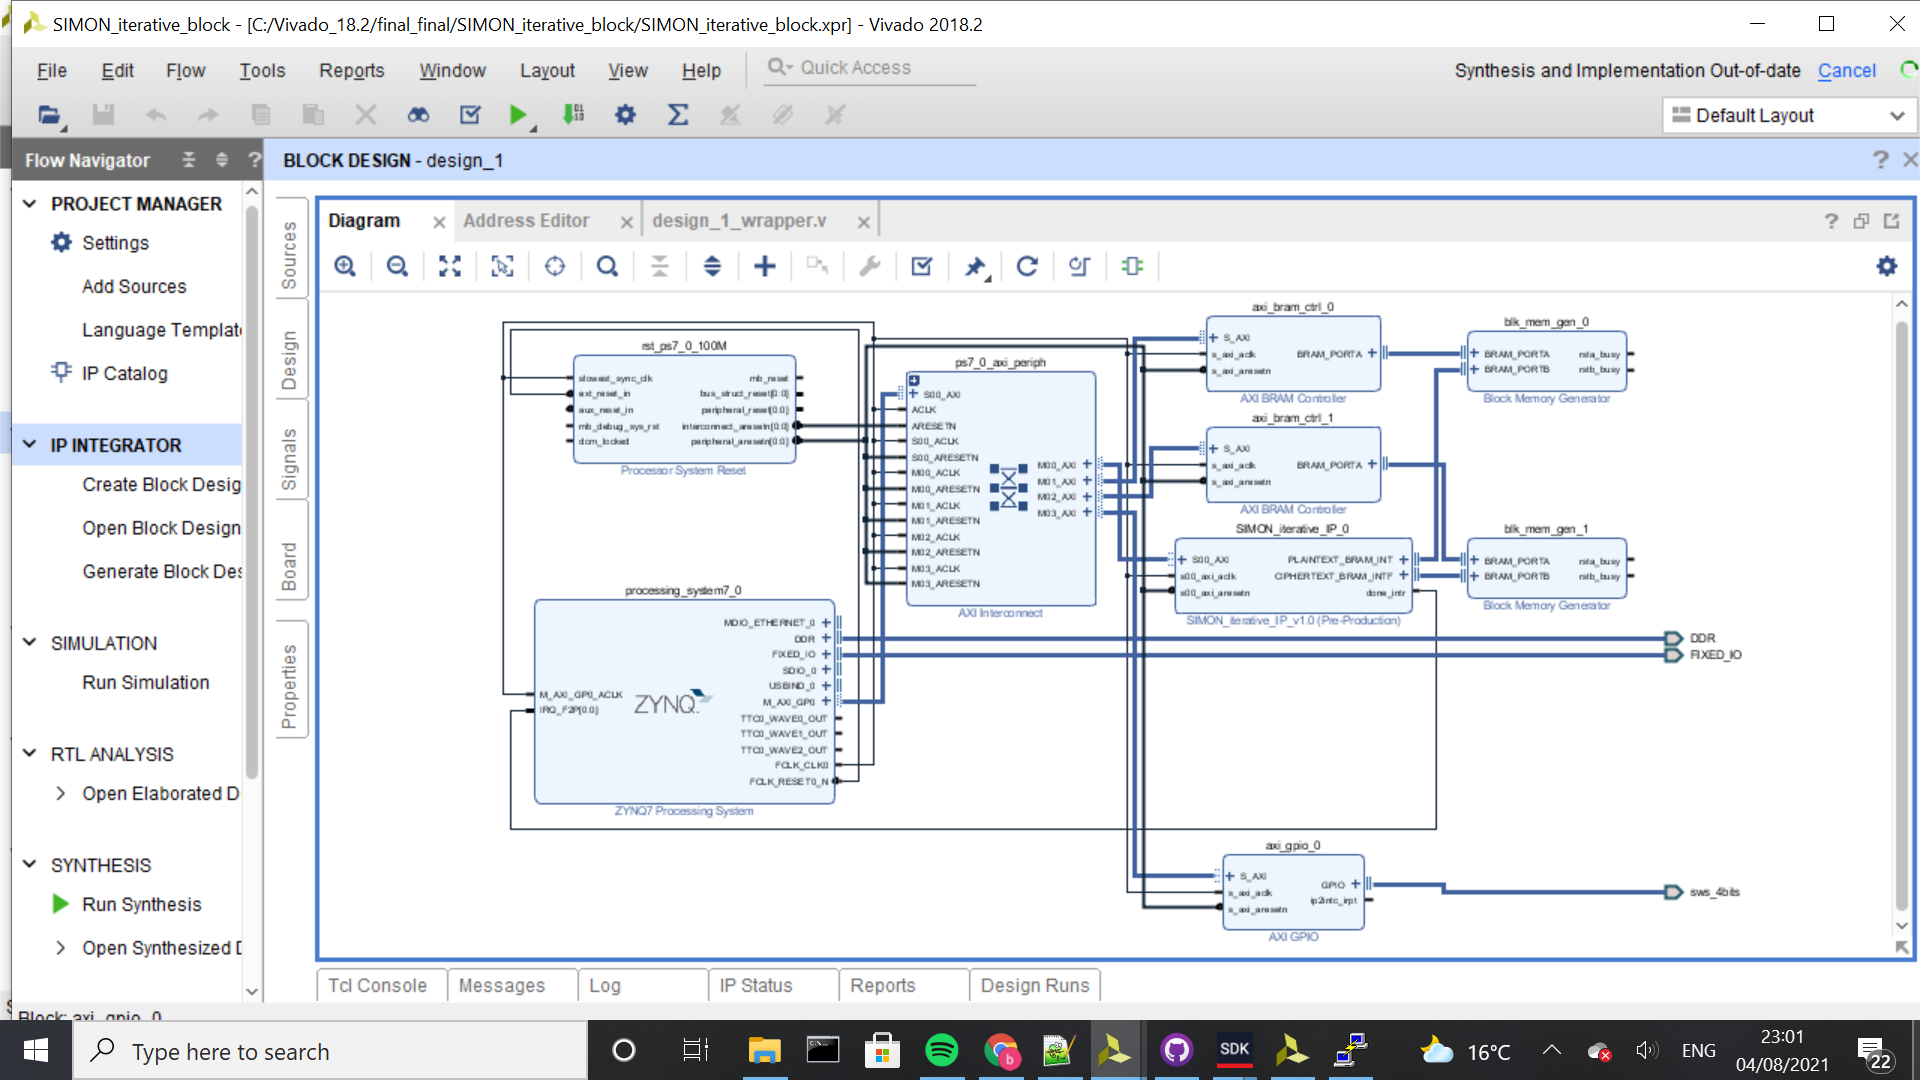 SIMON_iterative_block - [C:/Vivado_18.2/final_final/SIMON_iterative_block/SIMON_iterative_block.xpr] - Vivado 2018.2
File Edit Flow Tools Reports Window Layout View Help Quick Access
Synthesis and Implementation Out-of-date Cancel
Default Layout
Flow Navigator
BLOCK DESIGN - design_1
PROJECT MANAGER
Settings
Add Sources
Language Templat
IP Catalog
IP INTEGRATOR
Create Block Desig
Open Block Design
Generate Block Des
SIMULATION
Run Simulation
RTL ANALYSIS
Open Elaborated D
SYNTHESIS
Run Synthesis
Open Synthesized D
Block: axi_gpio_0
Sources
Design
Signals
Board
Properties
Diagram Address Editor design_1_wrapper.v
rst_ps7_0_100M
slowest_sync_clk
ext_reset_in
aux_reset_in
mb_debug_sys_rst
dcm_locked
mb_reset
bus_struct_reset[0:0]
peripheral_reset[0:0]
interconnect_aresetn[0:0]
peripheral_aresetn[0:0]
Processor System Reset
processing_system7_0
M_AXI_GP0_ACLK
IRQ_F2P[0:0]
ZYNQ
MDIO_ETHERNET_0
DDR
FIXED_IO
SDIO_0
USBIND_0
M_AXI_GP0
TTC0_WAVE0_OUT
TTC0_WAVE1_OUT
TTC0_WAVE2_OUT
FCLK_CLK0
FCLK_RESET0_N
ZYNQ7 Processing System
ps7_0_axi_periph
S00_AXI
ACLK
ARESETN
S00_ACLK
S00_ARESETN
M00_ACLK
M00_ARESETN
M01_ACLK
M01_ARESETN
M02_ACLK
M02_ARESETN
M03_ACLK
M03_ARESETN
M00_AXI
M01_AXI
M02_AXI
M03_AXI
AXI Interconnect
axi_bram_ctrl_0
S_AXI
s_axi_aclk
s_axi_aresetn
BRAM_PORTA
AXI BRAM Controller
axi_bram_ctrl_1
S_AXI
s_axi_aclk
s_axi_aresetn
BRAM_PORTA
AXI BRAM Controller
SIMON_iterative_IP_0
S00_AXI
s00_axi_aclk
s00_axi_aresetn
PLAINTEXT_BRAM_INT
CIPHERTEXT_BRAM_INTF
done_intr
SIMON_iterative_IP_v1.0 (Pre-Production)
blk_mem_gen_0
BRAM_PORTA
BRAM_PORTB
rsta_busy
rstb_busy
Block Memory Generator
blk_mem_gen_1
BRAM_PORTA
BRAM_PORTB
rsta_busy
rstb_busy
Block Memory Generator
DDR
FIXED_IO
axi_gpio_0
S_AXI
s_axi_aclk
s_axi_aresetn
GPIO
ip2intc_irpt
AXI GPIO
sws_4bits
Tcl Console Messages Log IP Status Reports Design Runs
Type here to search
SDK
16°C
ENG
23:01
04/08/2021
22